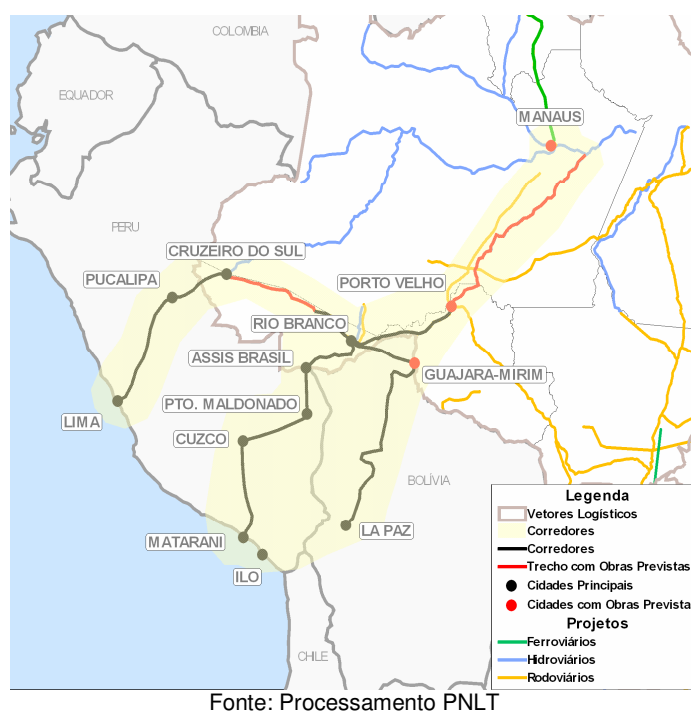 COLOMBIA
EQUADOR
MANAUS
PERU
CRUZEIRO DO SUL
PUCALIPA
PORTO VELHO
RIO BRANCO
ASSIS BRASIL
GUAJARA-MIRIM
PTO. MALDONADO
LIMA
CUZCO
BOLÍVIA
MATARANI
LA PAZ
ILO
CHILE
Legenda
Vetores Logísticos
Corredores
Corredores
Trecho com Obras Previstas
Cidades Principais
Cidades com Obras Prevista
Projetos
Ferroviários
Hidroviários
Rodoviários
Fonte: Processamento PNLT